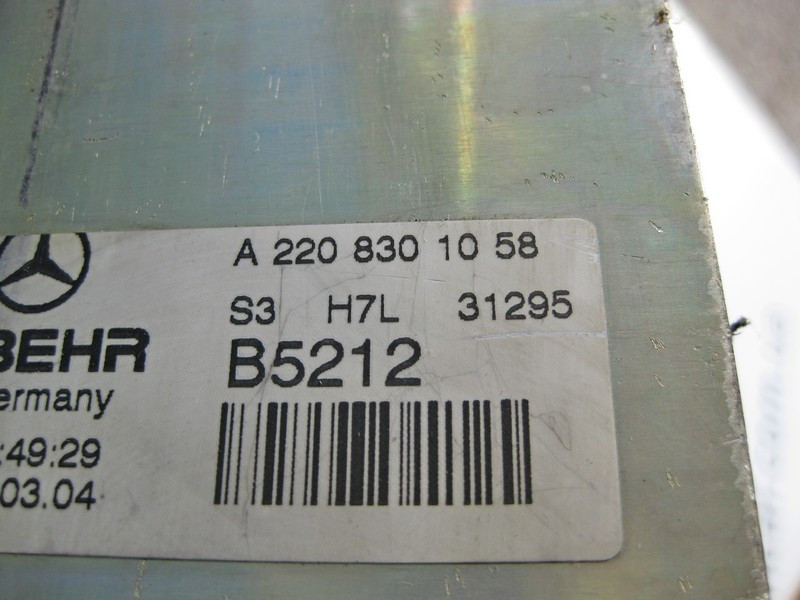 A 220 830 10 58
S3 H7L 31295
BEHR
B5212
ermany
:49:29
03.04